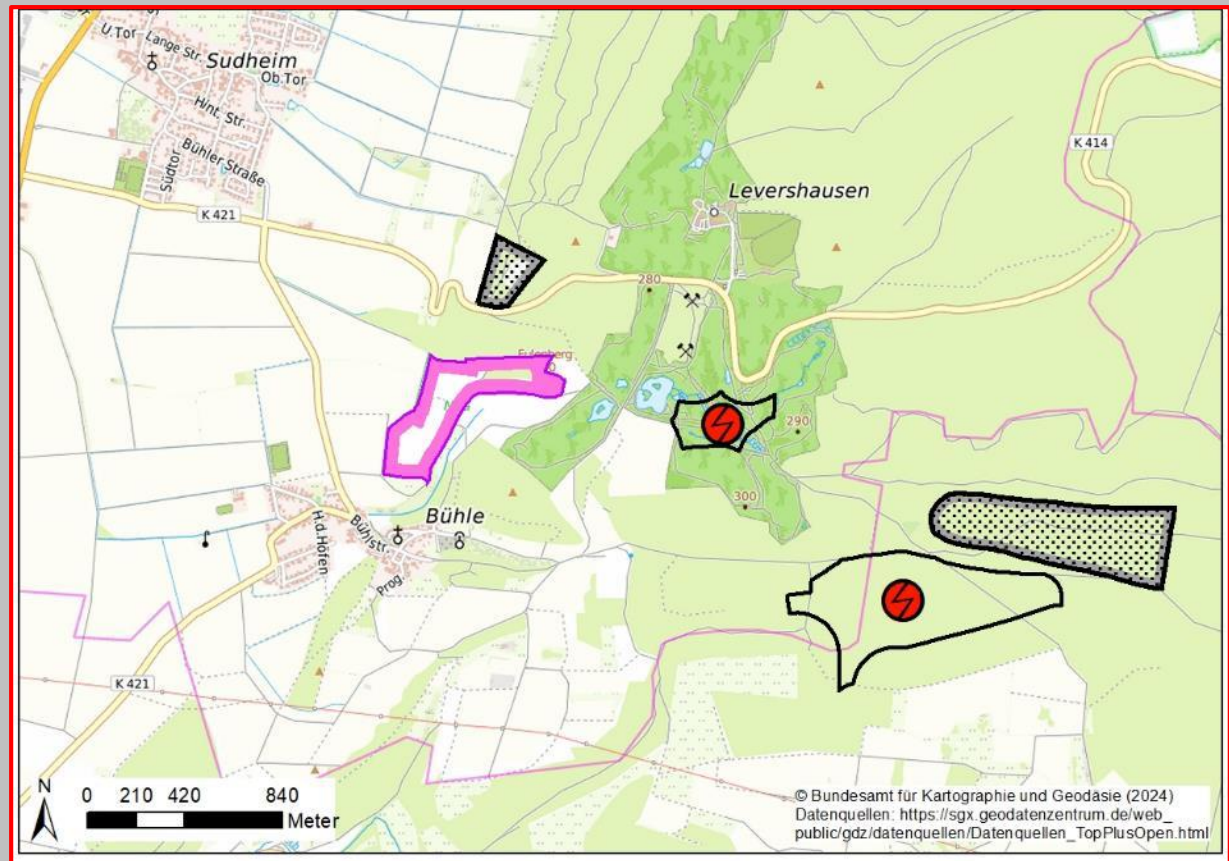 U.Tor
Lange Str.
Sudheim
Ob.Tor
Hint. Str.
Bühler Straße
Südtor
K 421
K 414
Levershausen
280
Eulenberg
290
300
Bühle
Bühlstr.
H.d.Höfen
Prog.
K 421
N
0 210 420 840
Meter
© Bundesamt für Kartographie und Geodäsie (2024)
Datenquellen: https://sgx.geodatenzentrum.de/web_
public/gdz/datenquellen/Datenquellen_TopPlusOpen.html